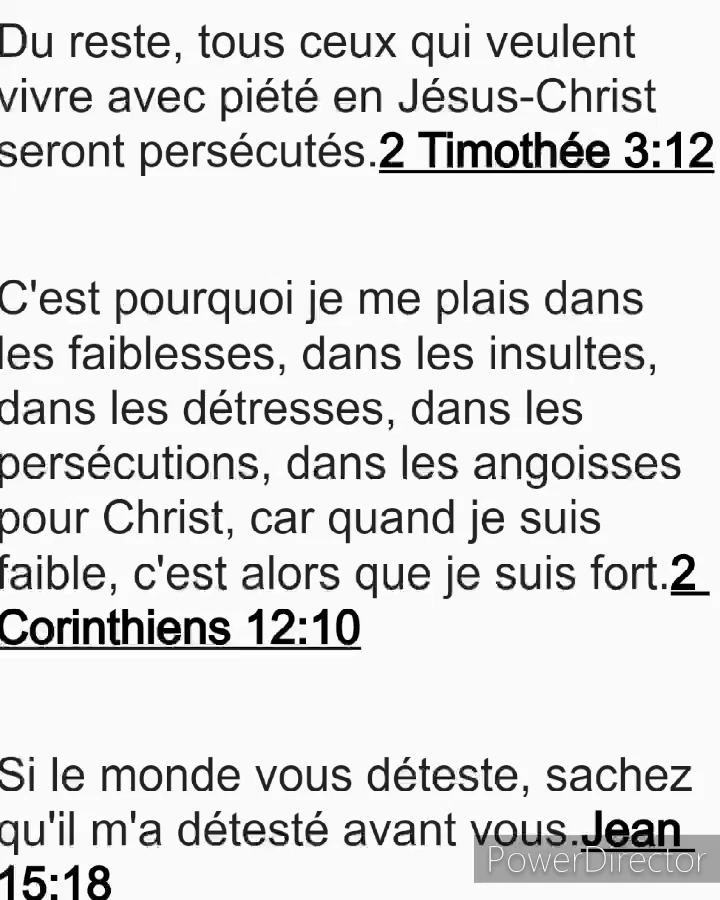 Du reste, tous ceux qui veulent
vivre avec piété en Jésus-Christ
seront persécutés.2 Timothée 3:12
C'est pourquoi je me plais dans
les faiblesses, dans les insultes,
dans les détresses, dans les
persécutions, dans les angoisses
pour Christ, car quand je suis
faible, c'est alors que je suis fort.2
Corinthiens 12:10
Si le monde vous déteste, sachez
qu'il m'a détesté avant vous.Jean
15:18
PowerDirector